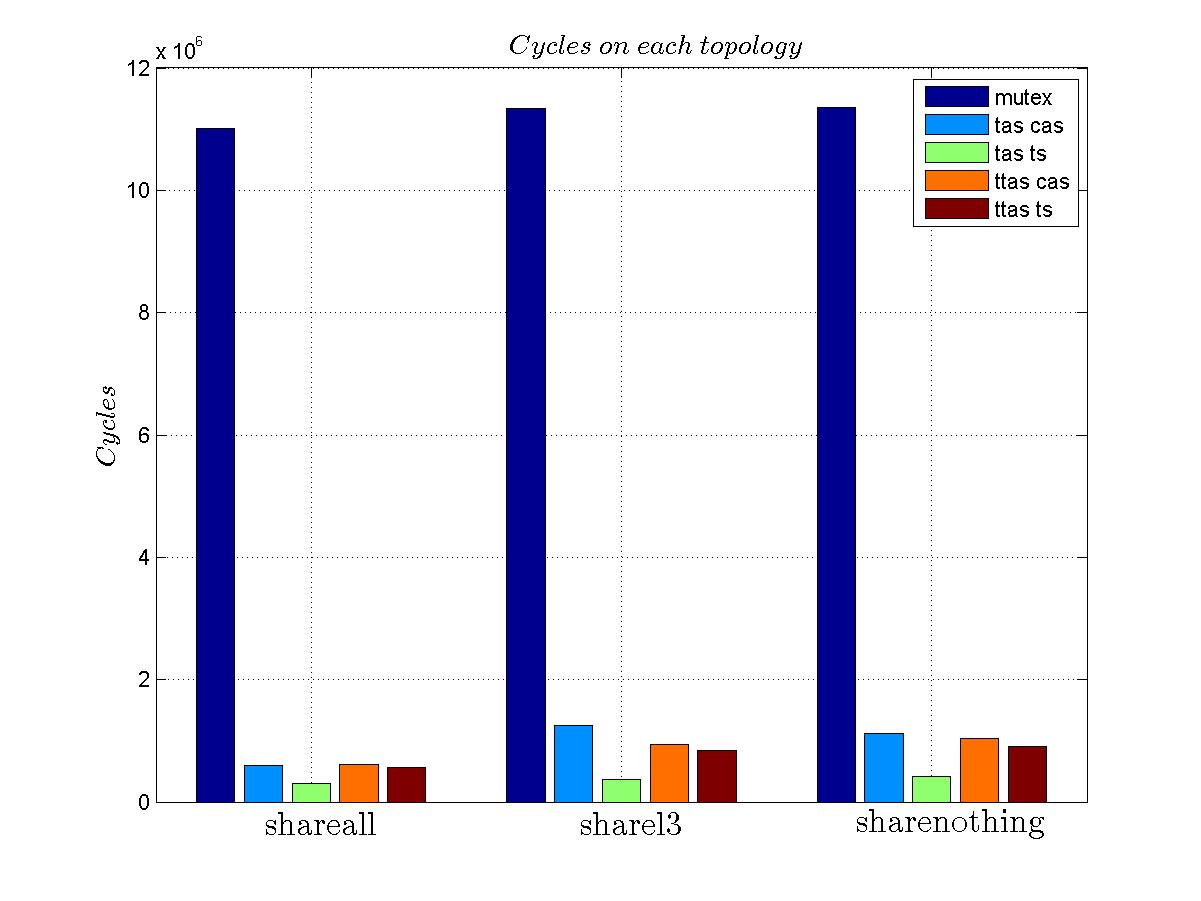 Cycles on each topology
x 10^6
12
10
8
6
4
2
0
Cycles
mutex
tas cas
tas ts
ttas cas
ttas ts
shareall
sharel3
sharenothing